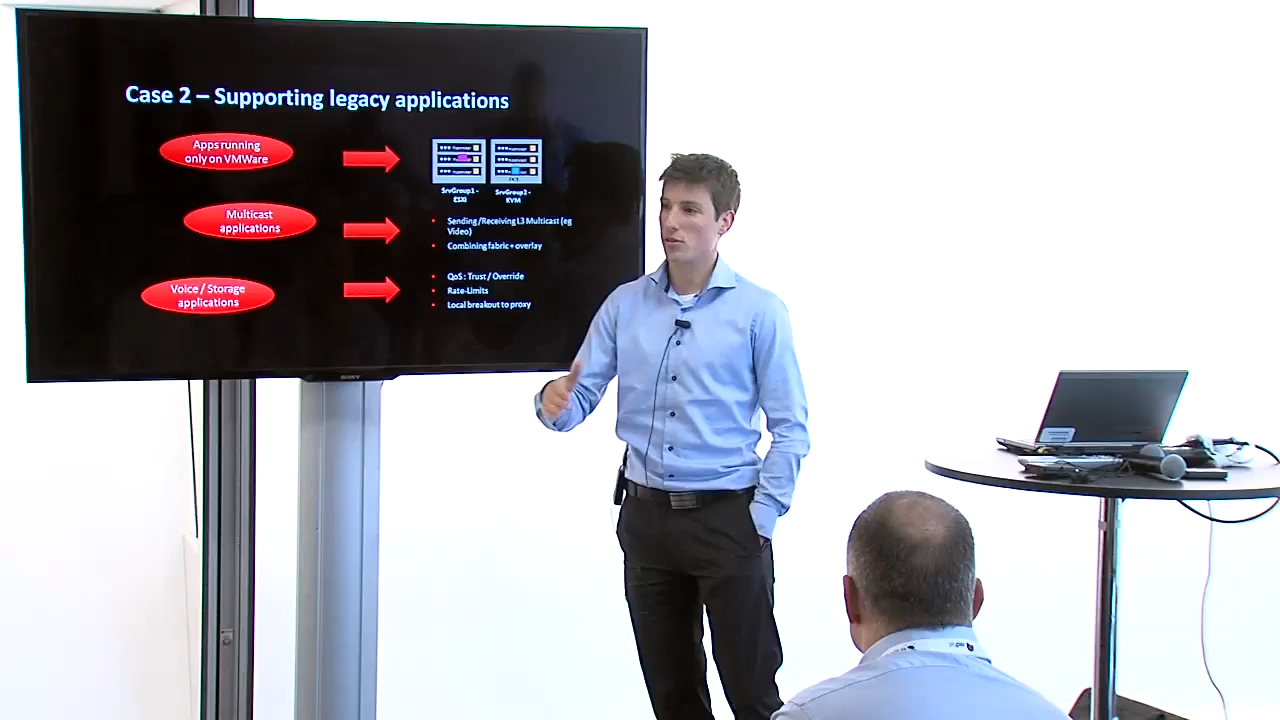 Case 2 – Supporting legacy applications
Apps running
only on VMWare
SrvGroup1 -
ESXi
SrvGroup2 -
KVM
Multicast
applications
Sending /Receiving L3 Multicast (eg
Video)
Combining fabric + overlay
Voice / Storage
applications
QoS : Trust / Override
Rate-Limits
Local breakout to proxy
SONY